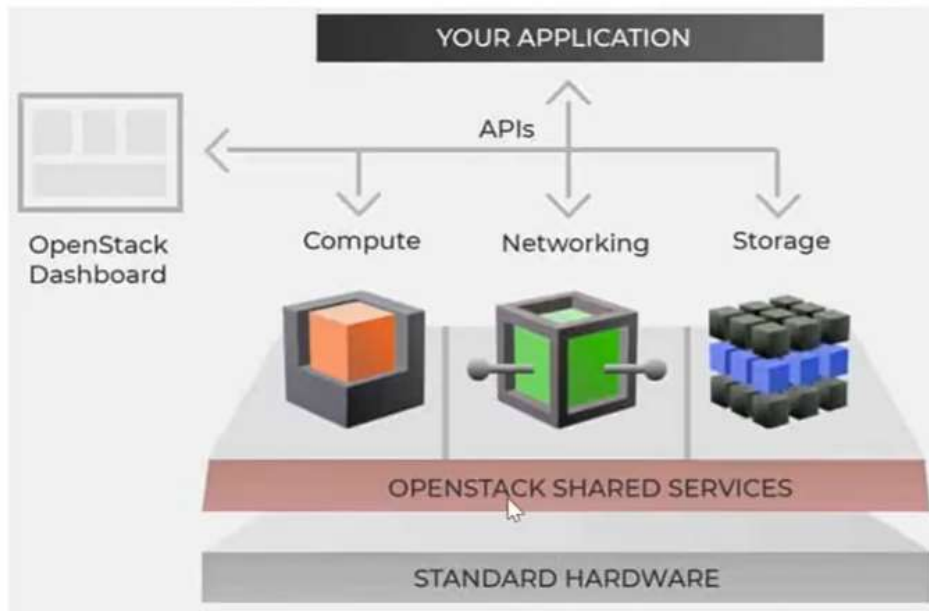 YOUR APPLICATION
APIs
OpenStack
Dashboard
Compute
Networking
Storage
OPENSTACK SHARED SERVICES
STANDARD HARDWARE